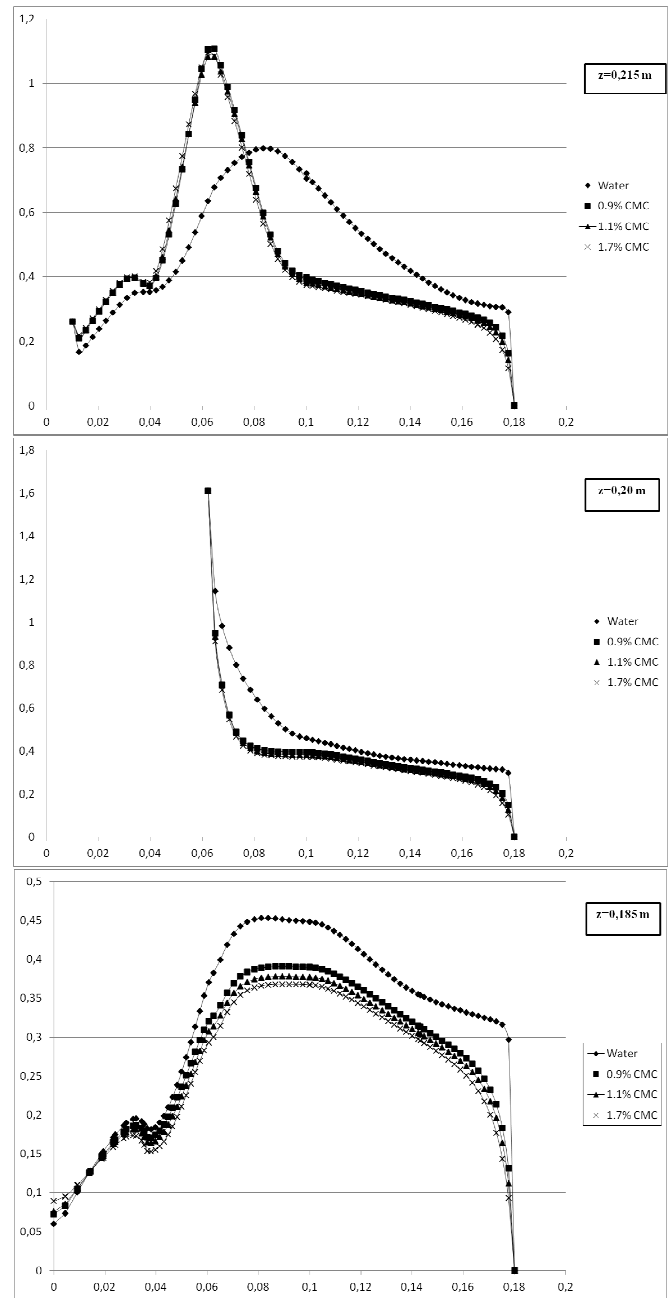 1,2
1
0,8
0,6
0,4
0,2
0
0 0,02 0,04 0,06 0,08 0,1 0,12 0,14 0,16 0,18 0,2
z=0,215 m
Water
0.9% CMC
1.1% CMC
1.7% CMC
1,8
1,6
1,4
1,2
1
0,8
0,6
0,4
0,2
0
0 0,02 0,04 0,06 0,08 0,1 0,12 0,14 0,16 0,18 0,2
z=0,20 m
Water
0.9% CMC
1.1% CMC
1.7% CMC
0,5
0,45
0,4
0,35
0,3
0,25
0,2
0,15
0,1
0,05
0
0 0,02 0,04 0,06 0,08 0,1 0,12 0,14 0,16 0,18 0,2
z=0,185 m
Water
0.9% CMC
1.1% CMC
1.7% CMC